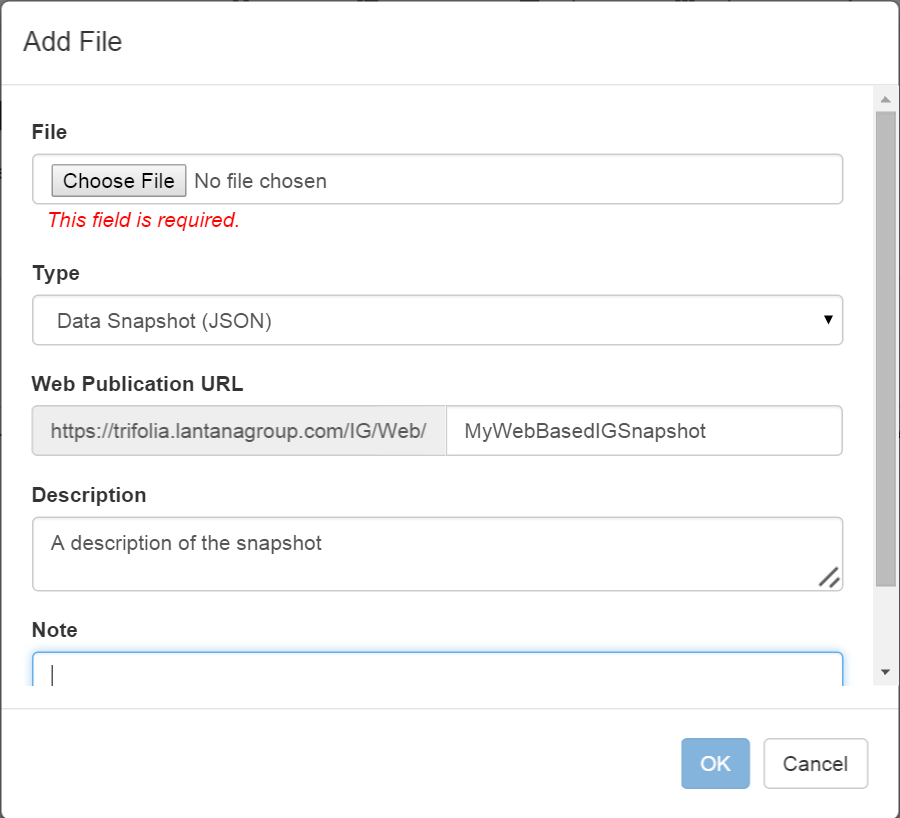 Add File
File
Choose File No file chosen
This field is required.
Type
Data Snapshot (JSON)
Web Publication URL
https://trifolia.lantanagroup.com/IG/Web/ MyWebBasedIGSnapshot
Description
A description of the snapshot
Note
OK Cancel